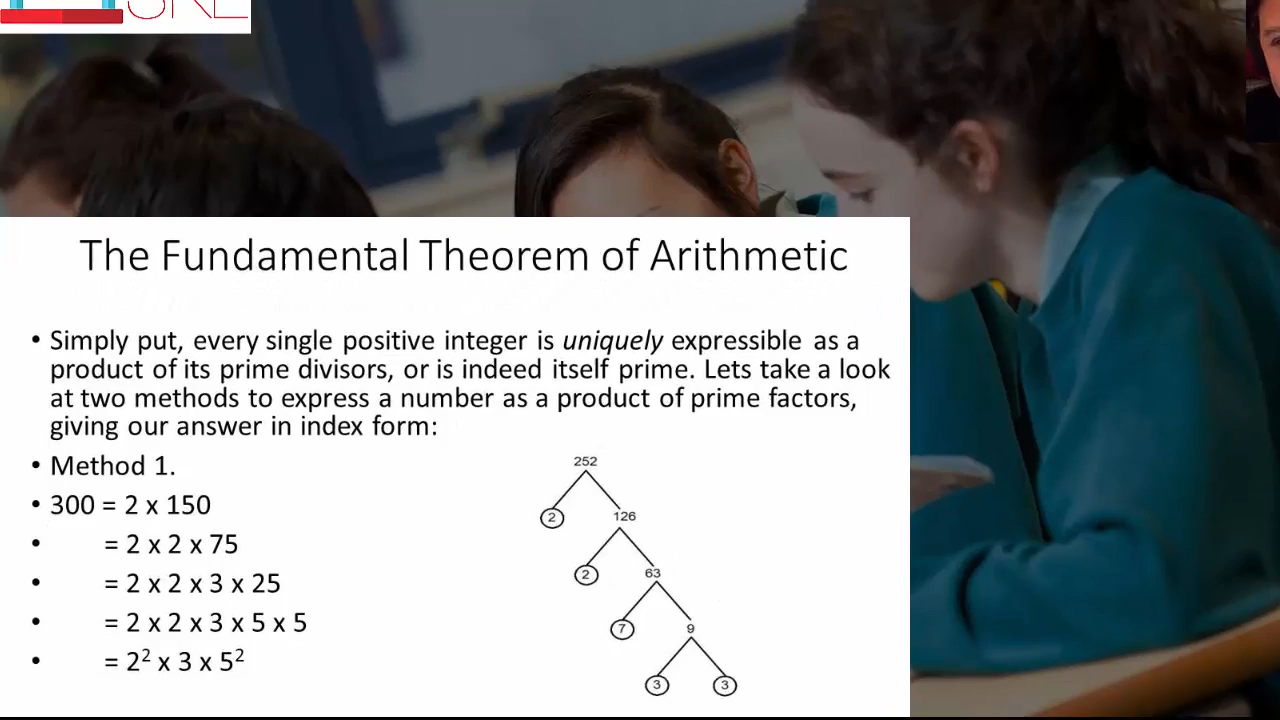 The Fundamental Theorem of Arithmetic
• Simply put, every single positive integer is uniquely expressible as a
product of its prime divisors, or is indeed itself prime. Lets take a look
at two methods to express a number as a product of prime factors,
giving our answer in index form:
• Method 1.
• 300 = 2 x 150
• = 2 x 2 x 75
• = 2 x 2 x 3 x 25
• = 2 x 2 x 3 x 5 x 5
• = 2² x 3 x 5²
252
2 126
2 63
7 9
3 3